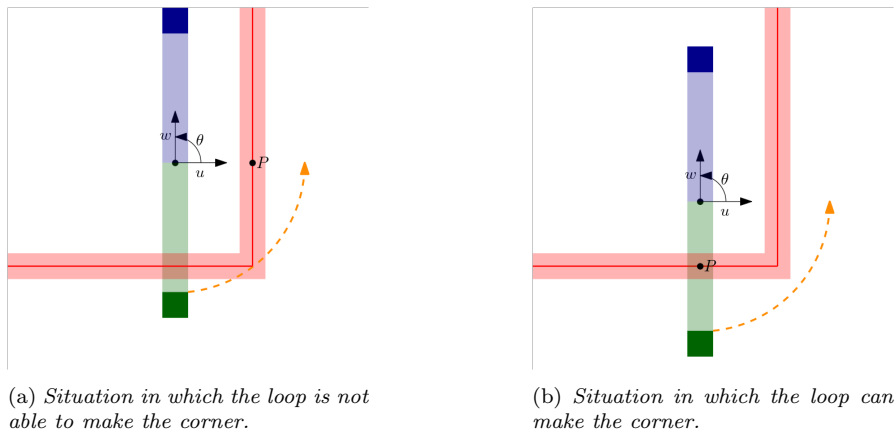 w θ
u
P
w θ
u
P
(a) Situation in which the loop is not
able to make the corner.
(b) Situation in which the loop can
make the corner.